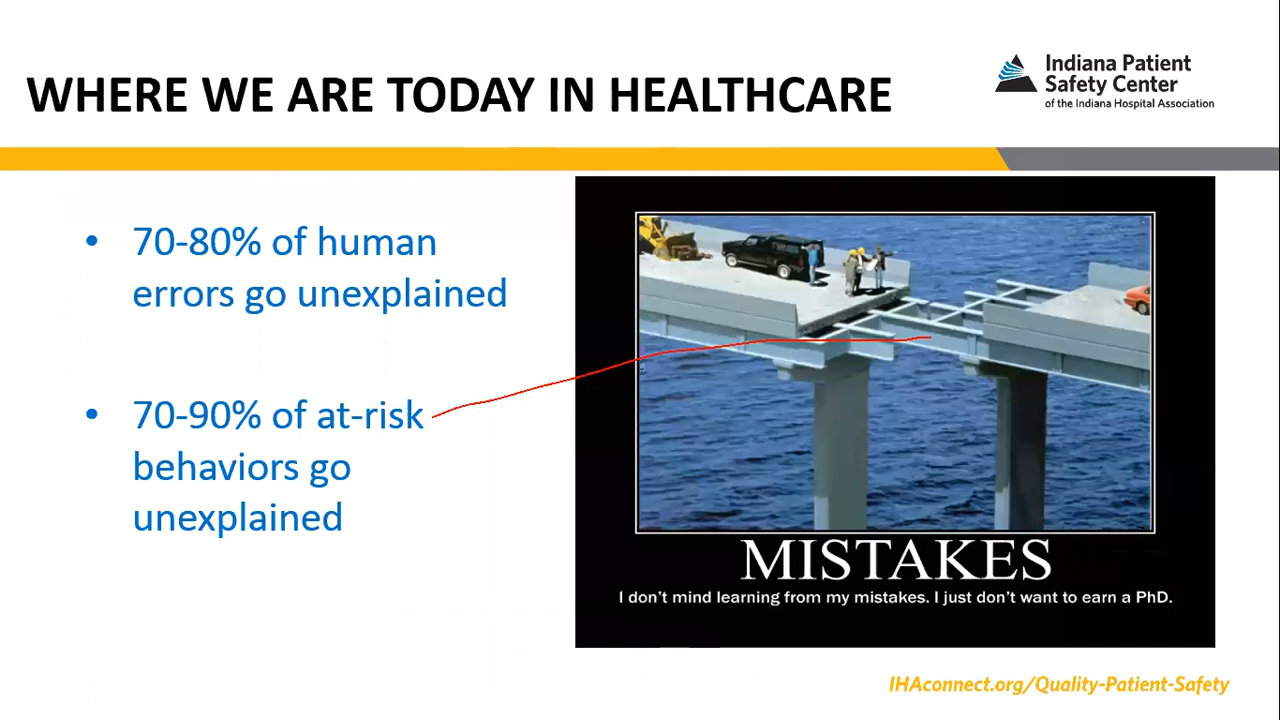 WHERE WE ARE TODAY IN HEALTHCARE
Indiana Patient
Safety Center
of the Indiana Hospital Association
• 70-80% of human
errors go unexplained
• 70-90% of at-risk
behaviors go
unexplained
MISTAKES
I don't mind learning from my mistakes. I just don't want to earn a PhD.
IHAconnect.org/Quality-Patient-Safety